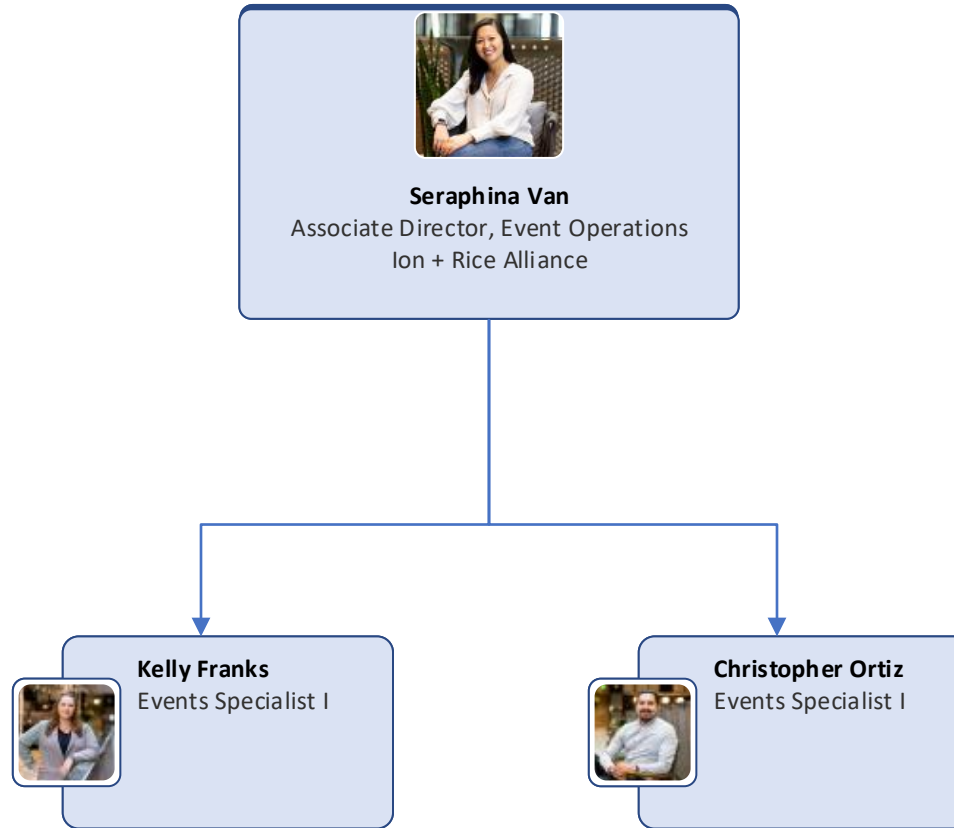 Seraphina Van
Associate Director, Event Operations
Ion + Rice Alliance
Kelly Franks
Events Specialist I
Christopher Ortiz
Events Specialist I